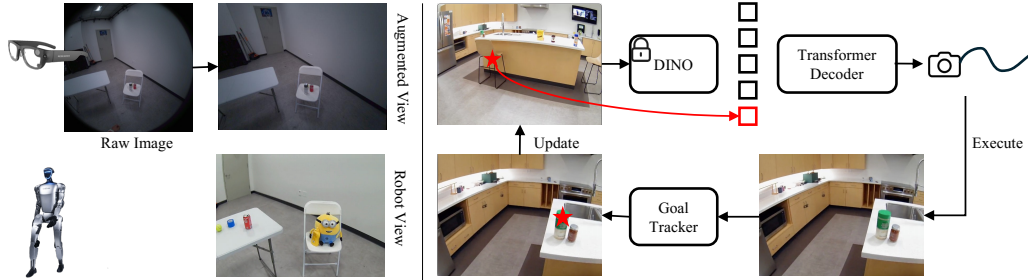 Raw Image
Augmented View
Robot View
DINO
Transformer
Decoder
Update
Execute
Goal
Tracker